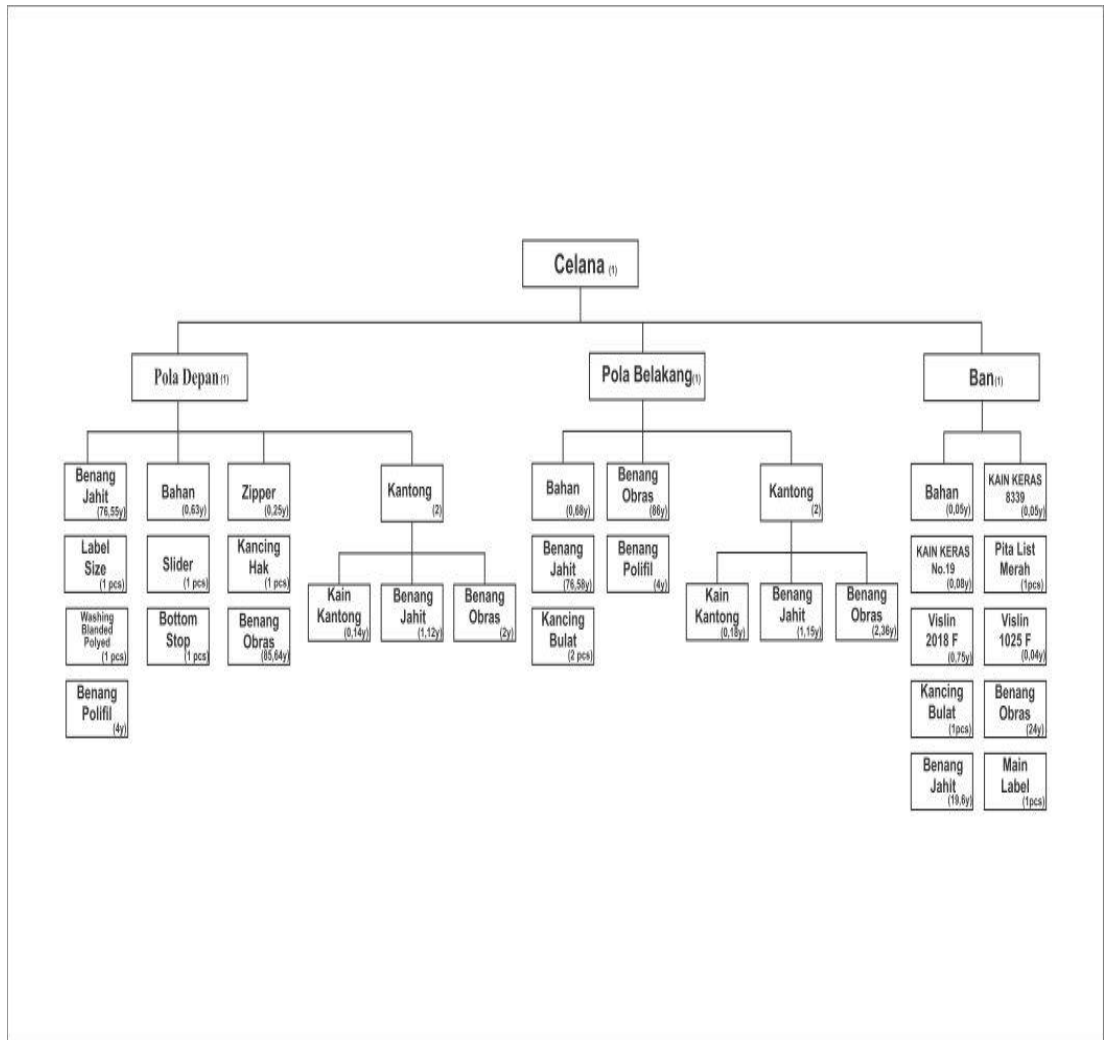 Celana (1)
Pola Depan (1)
Pola Belakang(1)
Ban(1)
Benang
Jahit
(76,55y)
Bahan
(0,63y)
Zipper
(0,25y)
Kantong
(2)
Label
Size
(1 pcs)
Slider
(1 pcs)
Kancing
Hak
(1 pcs)
Washing
Blanded
Polyed
(1 pcs)
Bottom
Stop
(1 pcs)
Benang
Obras
(85,64y)
Benang
Polifil
(4y)
Kain
Kantong
(0,14y)
Benang
Jahit
(1,12y)
Benang
Obras
(2y)
Bahan
(0,68y)
Benang
Obras
(86y)
Kantong
(2)
Benang
Jahit
(76,58y)
Benang
Polifil
(4y)
Kancing
Bulat
(2 pcs)
Kain
Kantong
(0,18y)
Benang
Jahit
(1,15y)
Benang
Obras
(2,36y)
Bahan
(0,05y)
KAIN KERAS
8339
(0,05y)
KAIN KERAS
No.19
(0,08y)
Pita List
Merah
(1pcs)
Vislin
2018 F
(0,75y)
Vislin
1025 F
(0,04y)
Kancing
Bulat
(1pcs)
Benang
Obras
(24y)
Benang
Jahit
(19,6y)
Main
Label
(1pcs)